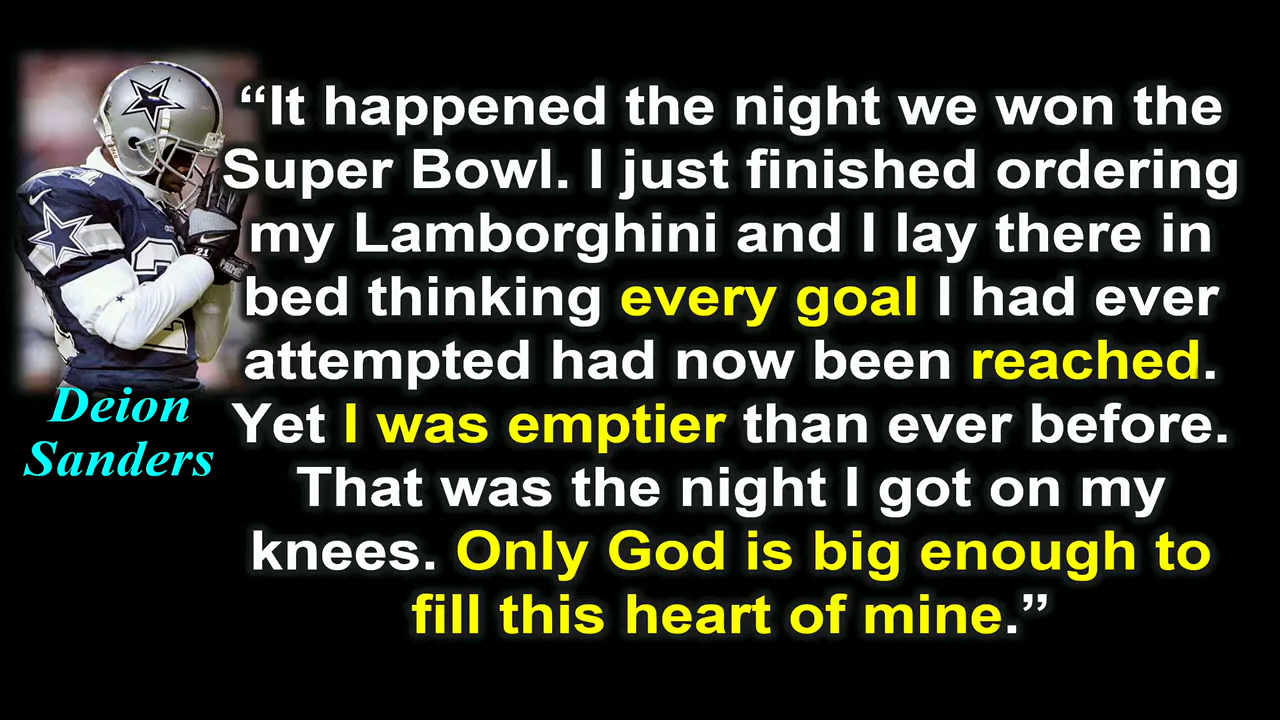 “It happened the night we won the
Super Bowl. I just finished ordering
my Lamborghini and I lay there in
bed thinking every goal I had ever
attempted had now been reached.
Yet I was emptier than ever before.
That was the night I got on my
knees. Only God is big enough to
fill this heart of mine.”
Deion
Sanders
21
PRIME